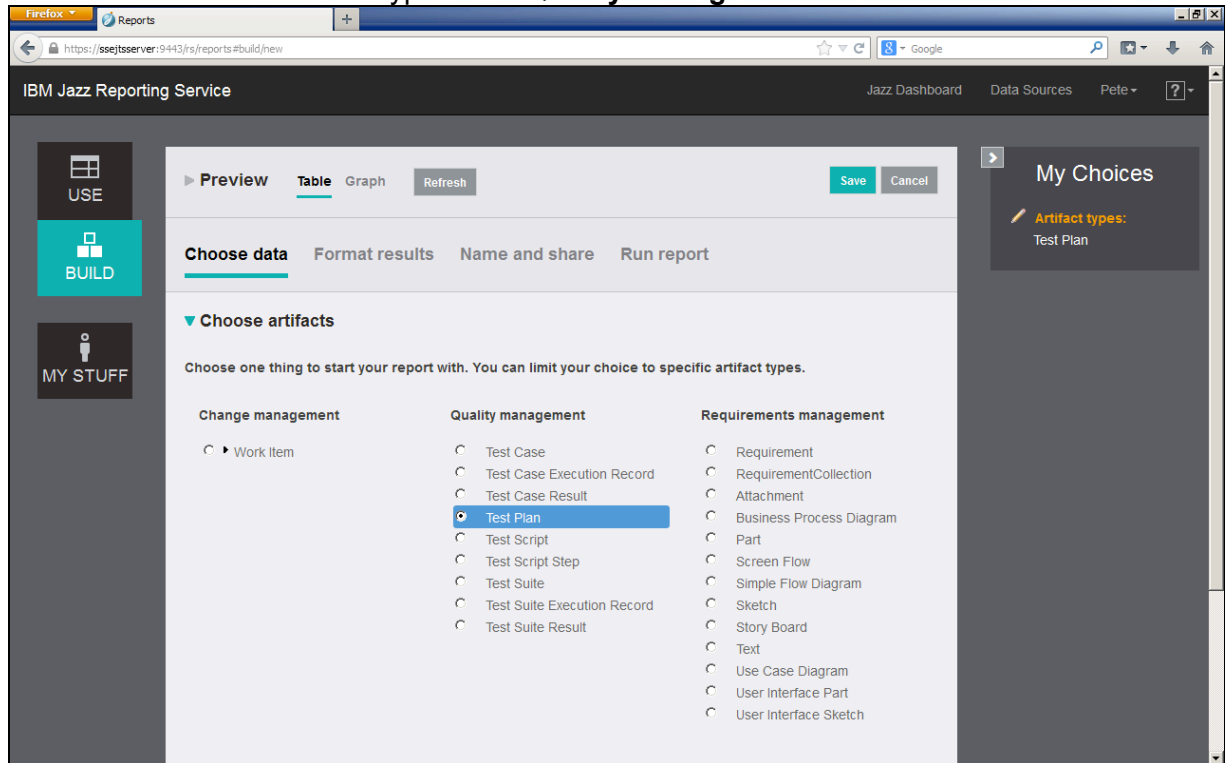 Firefox
Reports
+
https://ssejtsserver:9443/rs/reports#build/new
Google
IBM Jazz Reporting Service
Jazz Dashboard Data Sources Pete ?
USE
BUILD
MY STUFF
Preview Table Graph Refresh Save Cancel
Choose data Format results Name and share Run report
Choose artifacts
Choose one thing to start your report with. You can limit your choice to specific artifact types.
Change management
Work Item
Quality management
Test Case
Test Case Execution Record
Test Case Result
Test Plan
Test Script
Test Script Step
Test Suite
Test Suite Execution Record
Test Suite Result
Requirements management
Requirement
RequirementCollection
Attachment
Business Process Diagram
Part
Screen Flow
Simple Flow Diagram
Sketch
Story Board
Text
Use Case Diagram
User Interface Part
User Interface Sketch
My Choices
Artifact types:
Test Plan